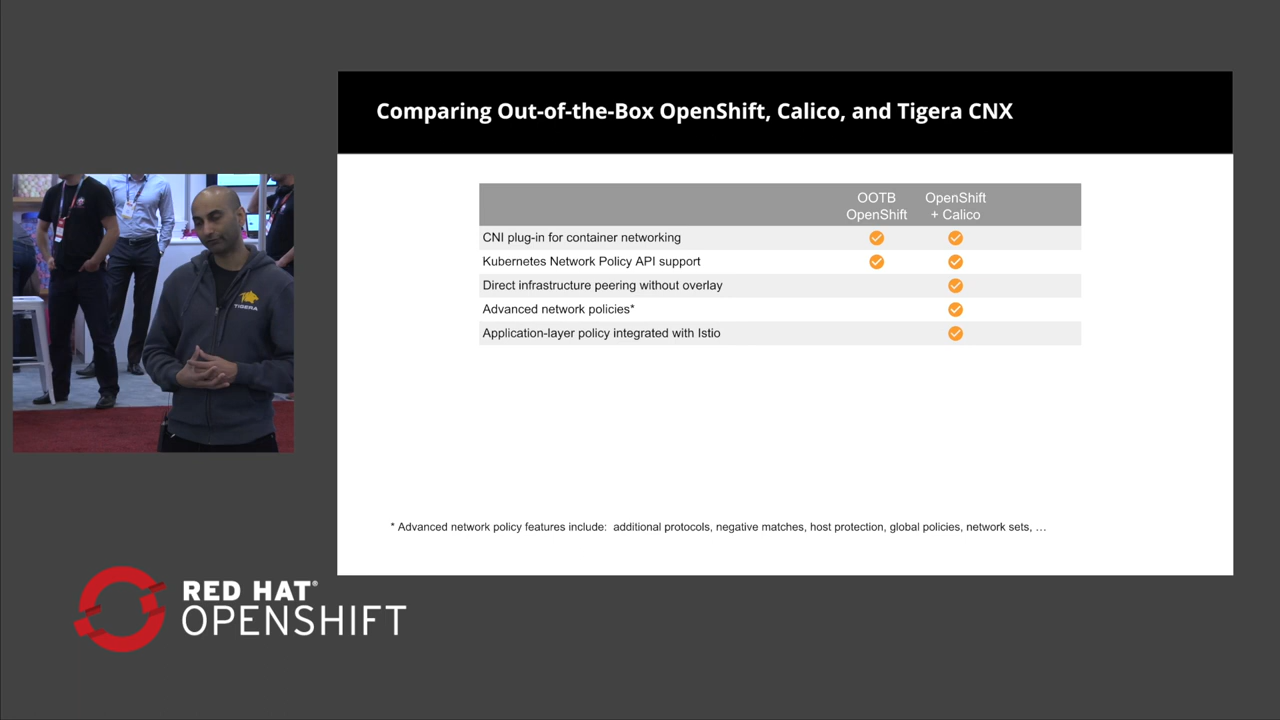 Comparing Out-of-the-Box OpenShift, Calico, and Tigera CNX
OOTB
OpenShift
OpenShift
+ Calico
CNI plug-in for container networking
Kubernetes Network Policy API support
Direct infrastructure peering without overlay
Advanced network policies*
Application-layer policy integrated with Istio
* Advanced network policy features include: additional protocols, negative matches, host protection, global policies, network sets, …
TIGERA
RED HAT®
OPENSHIFT